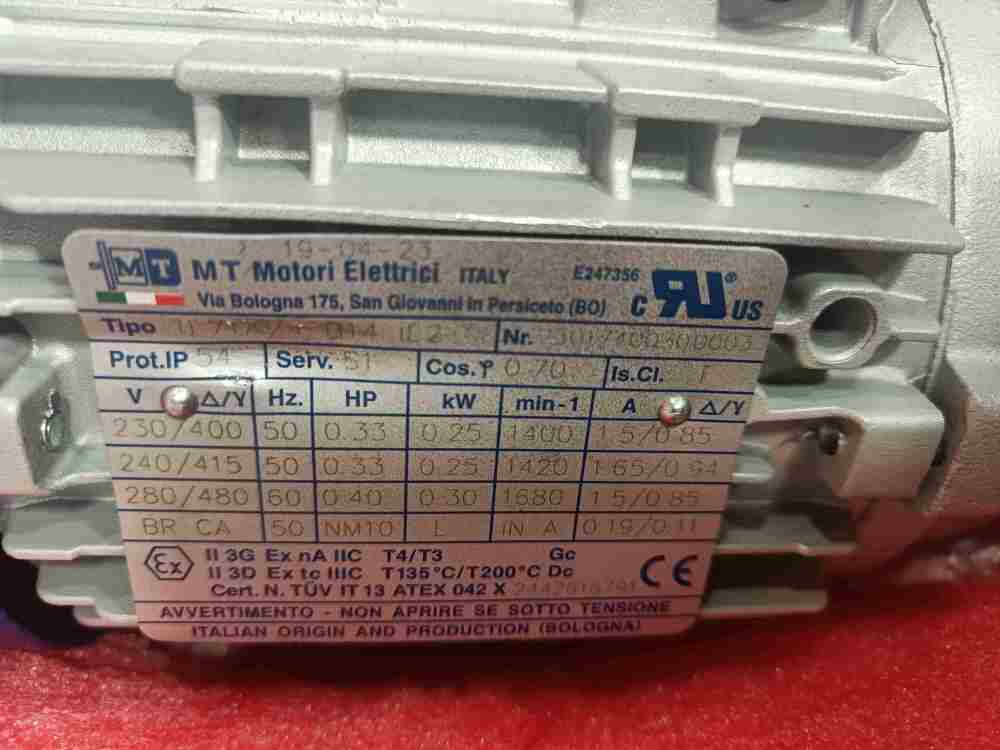 19-04-23
MT MT Motori Elettrici ITALY E247356
Via Bologna 175, San Giovanni in Persiceto (BO) C RU US ®
Tipo D14 Nr.
Prot.IP 54 Serv. S1 Cos.φ 0.70 Is.Cl. F
V Δ/Y Hz. HP kW min-1 A Δ/Y
230/400 50 0.33 0.25 1400 1.5/0.85
240/415 50 0.33 0.25 1420 1.65/0.94
280/480 60 0.40 0.30 1680 1.5/0.85
BR CA 50 NM10 L IN A 0.19/0.11
Ex II 3G Ex nA IIC T4/T3 Gc
II 3D Ex tc IIIC T135°C/T200°C Dc CE
Cert. N. TÜV IT 13 ATEX 042 X
AVVERTIMENTO - NON APRIRE SE SOTTO TENSIONE
ITALIAN ORIGIN AND PRODUCTION (BOLOGNA)